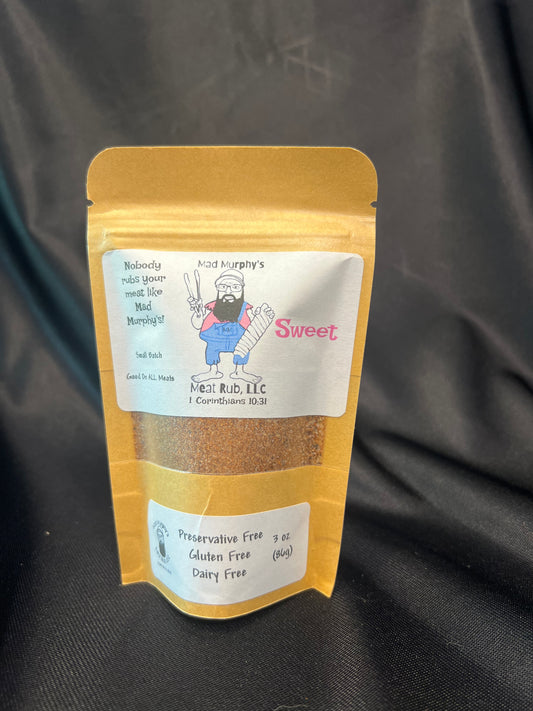 Mad Murphy's
Nobody
rubs your
meat like
Mad
Murphy's!
Sweet
Small Batch
Good On ALL Meats
Meat Rub, LLC
1 Corinthians 10:31
Preservative Free
3 oz
Gluten Free
(86g)
Dairy Free